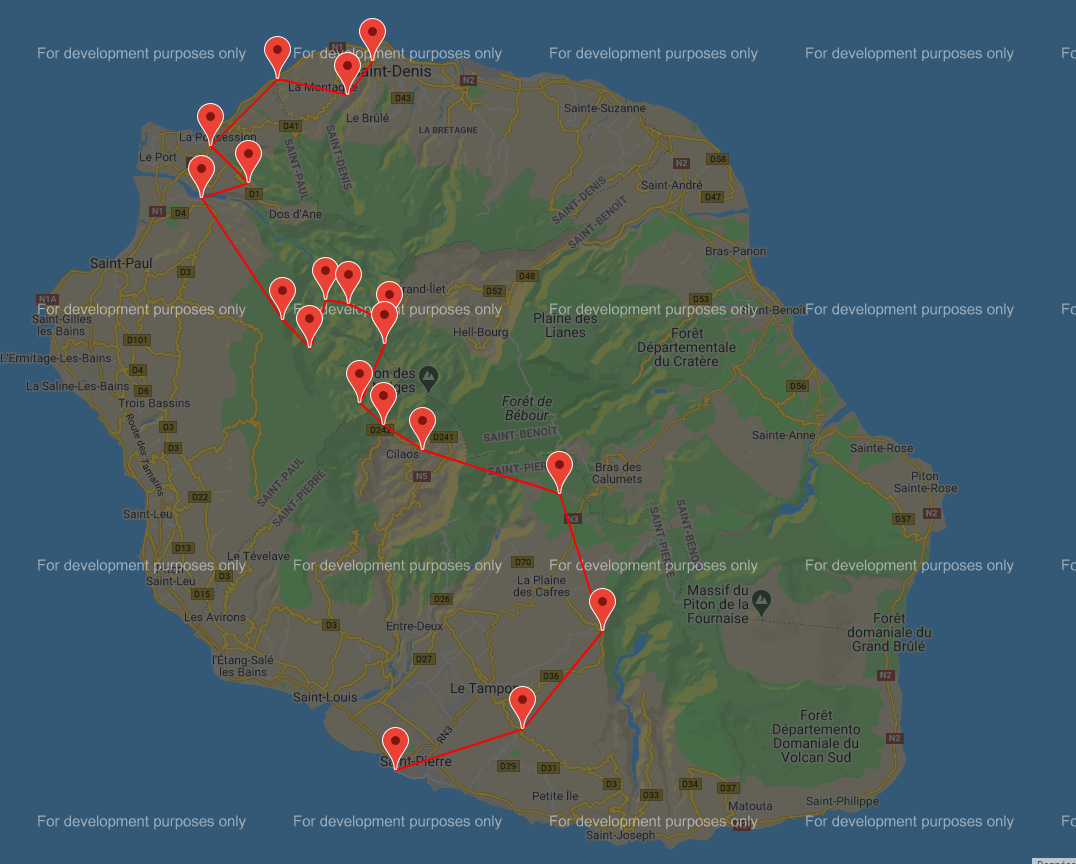 For development purposes only
For development purposes only
For development purposes only
For development purposes only
Fo
N1
Saint-Denis
N2
La Montagne
D43
Sainte-Suzanne
Le Brûlé
D41
LA BRETAGNE
La Possession
SAINT-DENIS
SAINT-PAUL
Le Port
D58
N2
Saint-André
D1
D47
SAINT-DENIS
N1
D4
Dos d'Ane
SAINT-BENOÎT
Bras-Panon
Saint-Paul
D3
D48
D52
D53
N1A
For development purposes only
For development purposes only
For development purposes only
For development purposes only
Fo
Saint-Gilles
les Bains
Plaine des
Lianes
Hell-Bourg
Forêt
Départementale
du Cratère
D101
L'Ermitage-Les-Bains
D4
La Saline-Les-Bains
D6
D56
Trois Bassins
Forêt de
Bébour
D3
D242
D241
SAINT-BENOÎT
Sainte-Anne
Route des Tamarins
D3
Cilaos
Sainte-Rose
SAINT-PAUL
SAINT-PIERRE
N5
Bras des
Calumets
Piton
Sainte-Rose
D22
Saint-Leu
N3
SAINT-PIERRE
SAINT-BENOÎT
D57
N2
D13
Le Tévelave
D70
For development purposes only
For development purposes only
For development purposes only
For development purposes only
Fo
Saint-Leu
D3
La Plaine
des Cafres
D15
D26
Massif du
Piton de la
Fournaise
Les Avirons
D3
Entre-Deux
Forêt
domaniale du
Grand Brûlé
l'Étang-Salé
les Bains
D27
D36
N2
Saint-Louis
Le Tampon
Forêt
Départemento
Domaniale du
Volcan Sud
RN3
N2
Saint-Pierre
D29
D31
D3
D34
D37
D33
Petite Île
Matouta
Saint-Philippe
For development purposes only
For development purposes only
For development purposes only
For development purposes only
Fo
Saint-Joseph